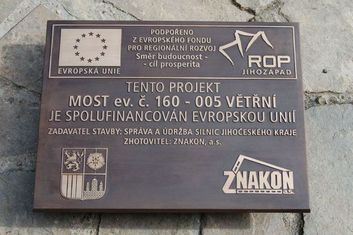 PODPOŘENO
Z EVROPSKÉHO FONDU
PRO REGIONÁLNÍ ROZVOJ
Směr budoucnost -
- cíl prosperita
EVROPSKÁ UNIE
ROP
JIHOZÁPAD
TENTO PROJEKT
MOST ev. č. 160 - 005 VĚTŘNÍ
JE SPOLUFINANCOVÁN EVROPSKOU UNIÍ
ZADAVATEL STAVBY: SPRÁVA A ÚDRŽBA SILNIC JIHOČESKÉHO KRAJE
ZHOTOVITEL: ZNAKON, a.s.
ZNAKON